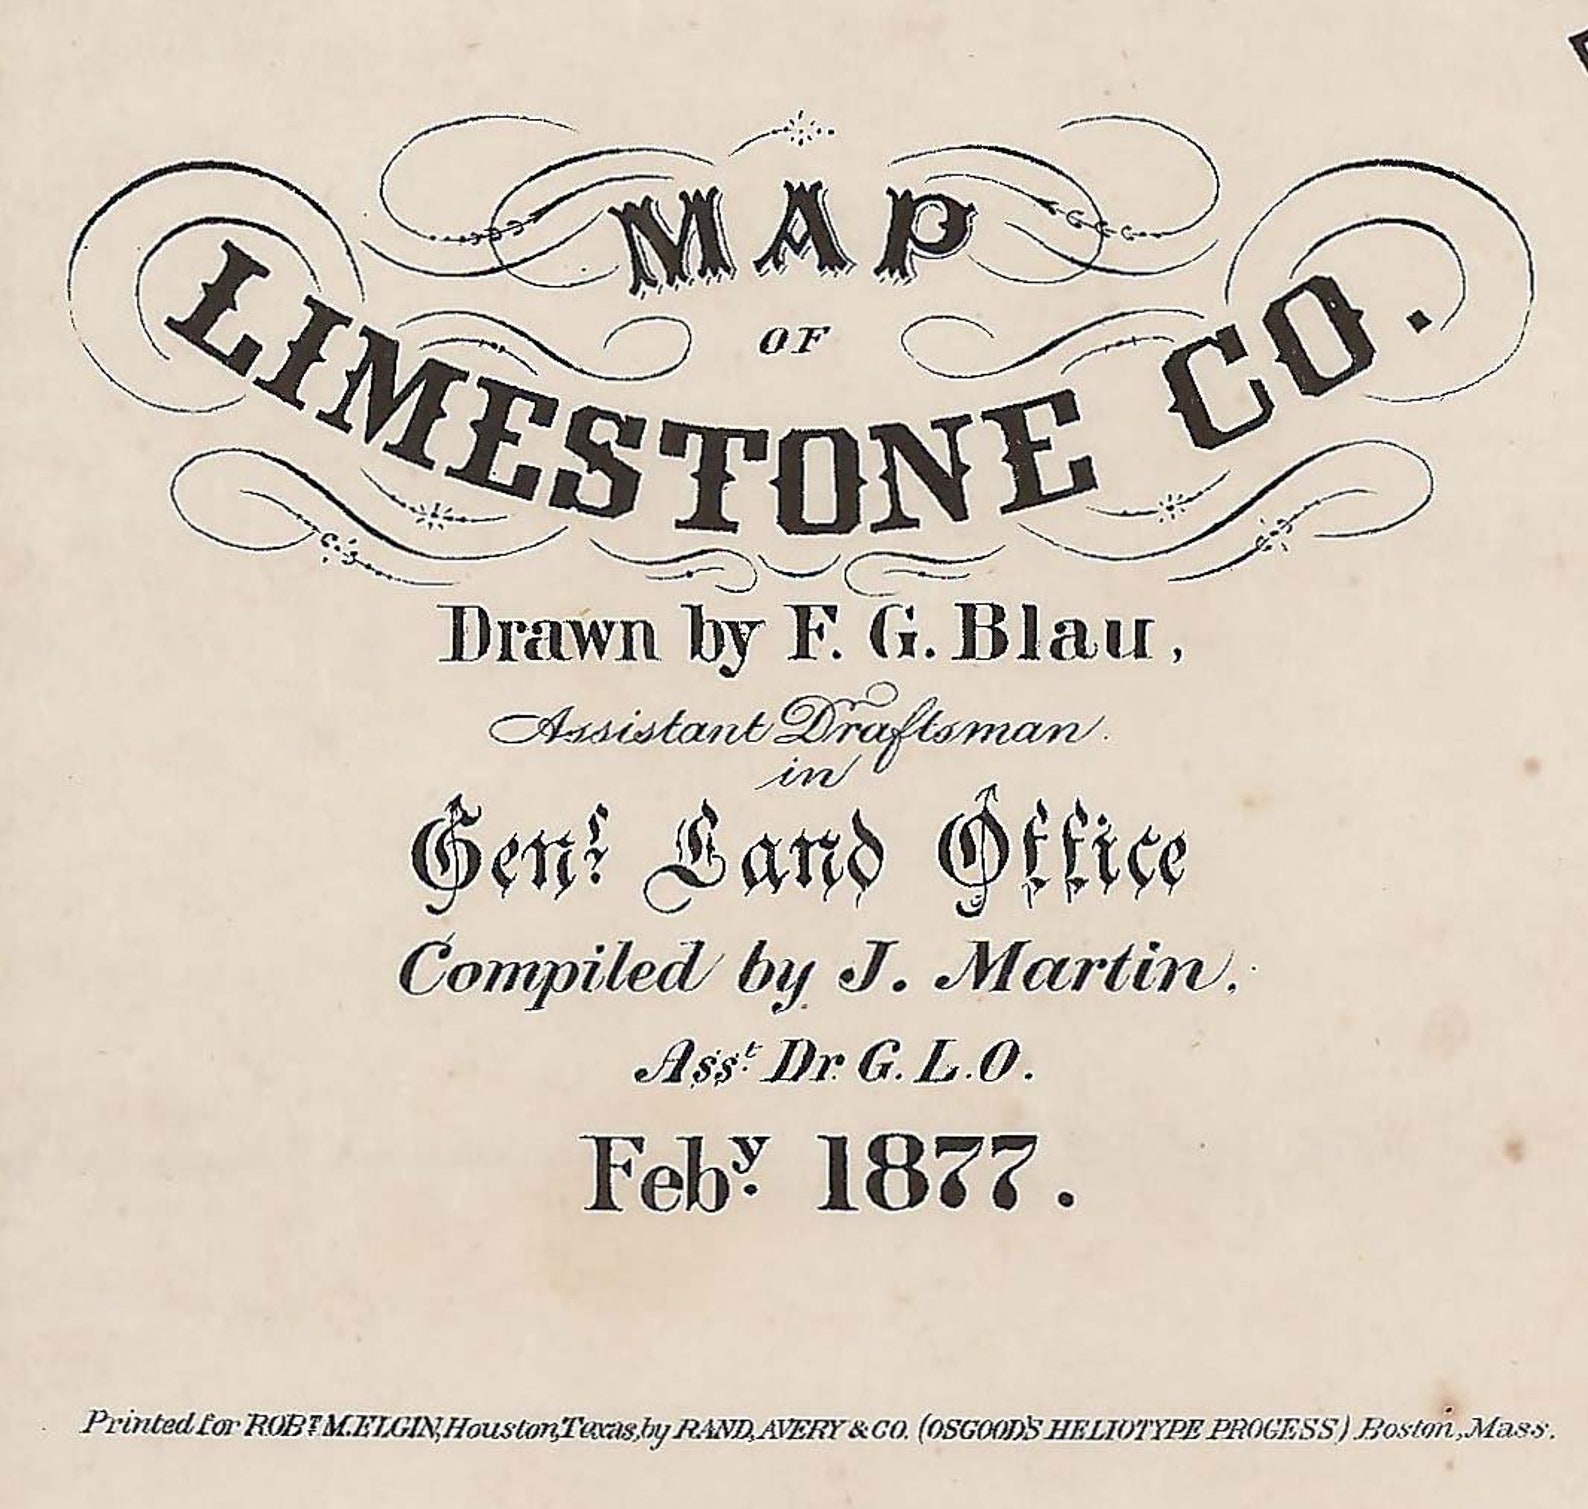 MAP
OF
LIMESTONE CO.
Drawn by F. G. Blau,
Assistant Draftsman.
in
Genl. Land Office
Compiled by J. Martin,
Asst. Dr. G. L. O.
Feby. 1877.
Printed for ROBT. M. ELGIN, Houston, Texas, by RAND, AVERY & CO. (OSGOOD'S HELIOTYPE PROCESS) Boston, Mass.